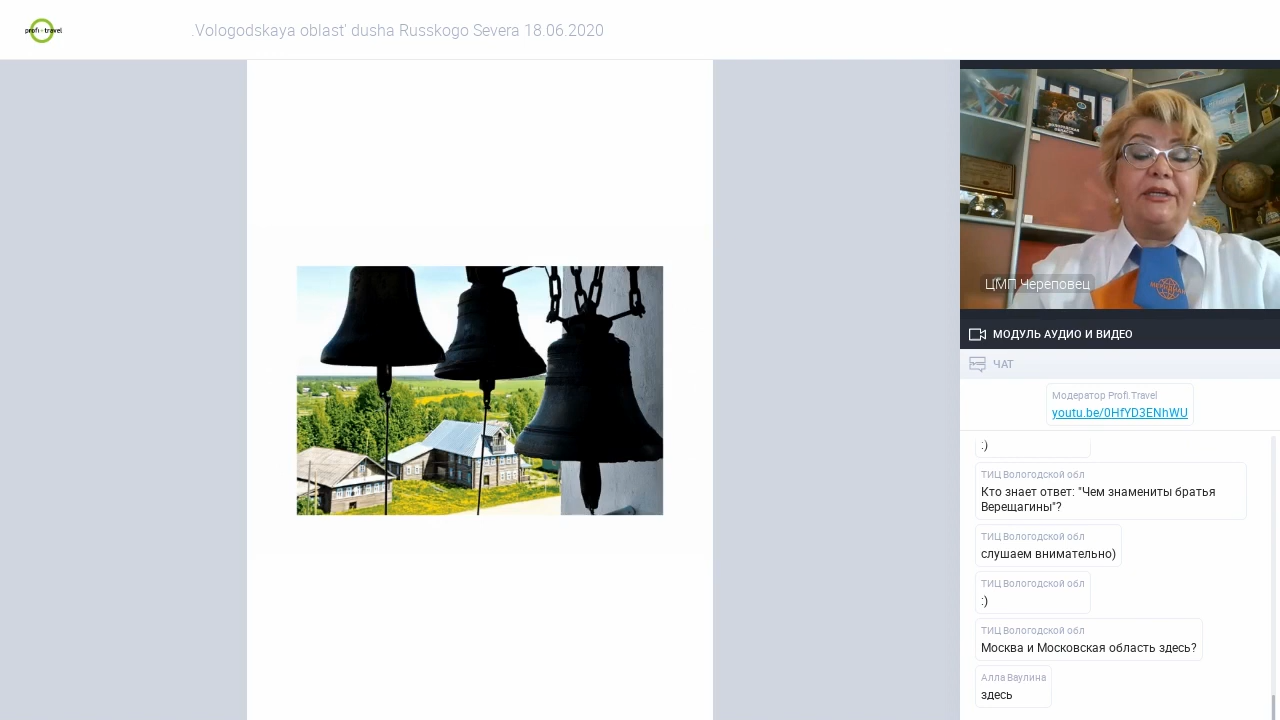 profi travel
.Vologodskaya oblast' dusha Russkogo Severa 18.06.2020
ВОЛОГОДСКАЯ
ОБЛАСТЬ
ЦМП Череповец
МОДУЛЬ АУДИО И ВИДЕО
ЧАТ
Модератор Profi.Travel
youtu.be/0HfYD3ENhWU
:)
ТИЦ Вологодской обл
Кто знает ответ: "Чем знамениты братья
Верещагины"?
ТИЦ Вологодской обл
слушаем внимательно)
ТИЦ Вологодской обл
:)
ТИЦ Вологодской обл
Москва и Московская область здесь?
Алла Ваулина
здесь